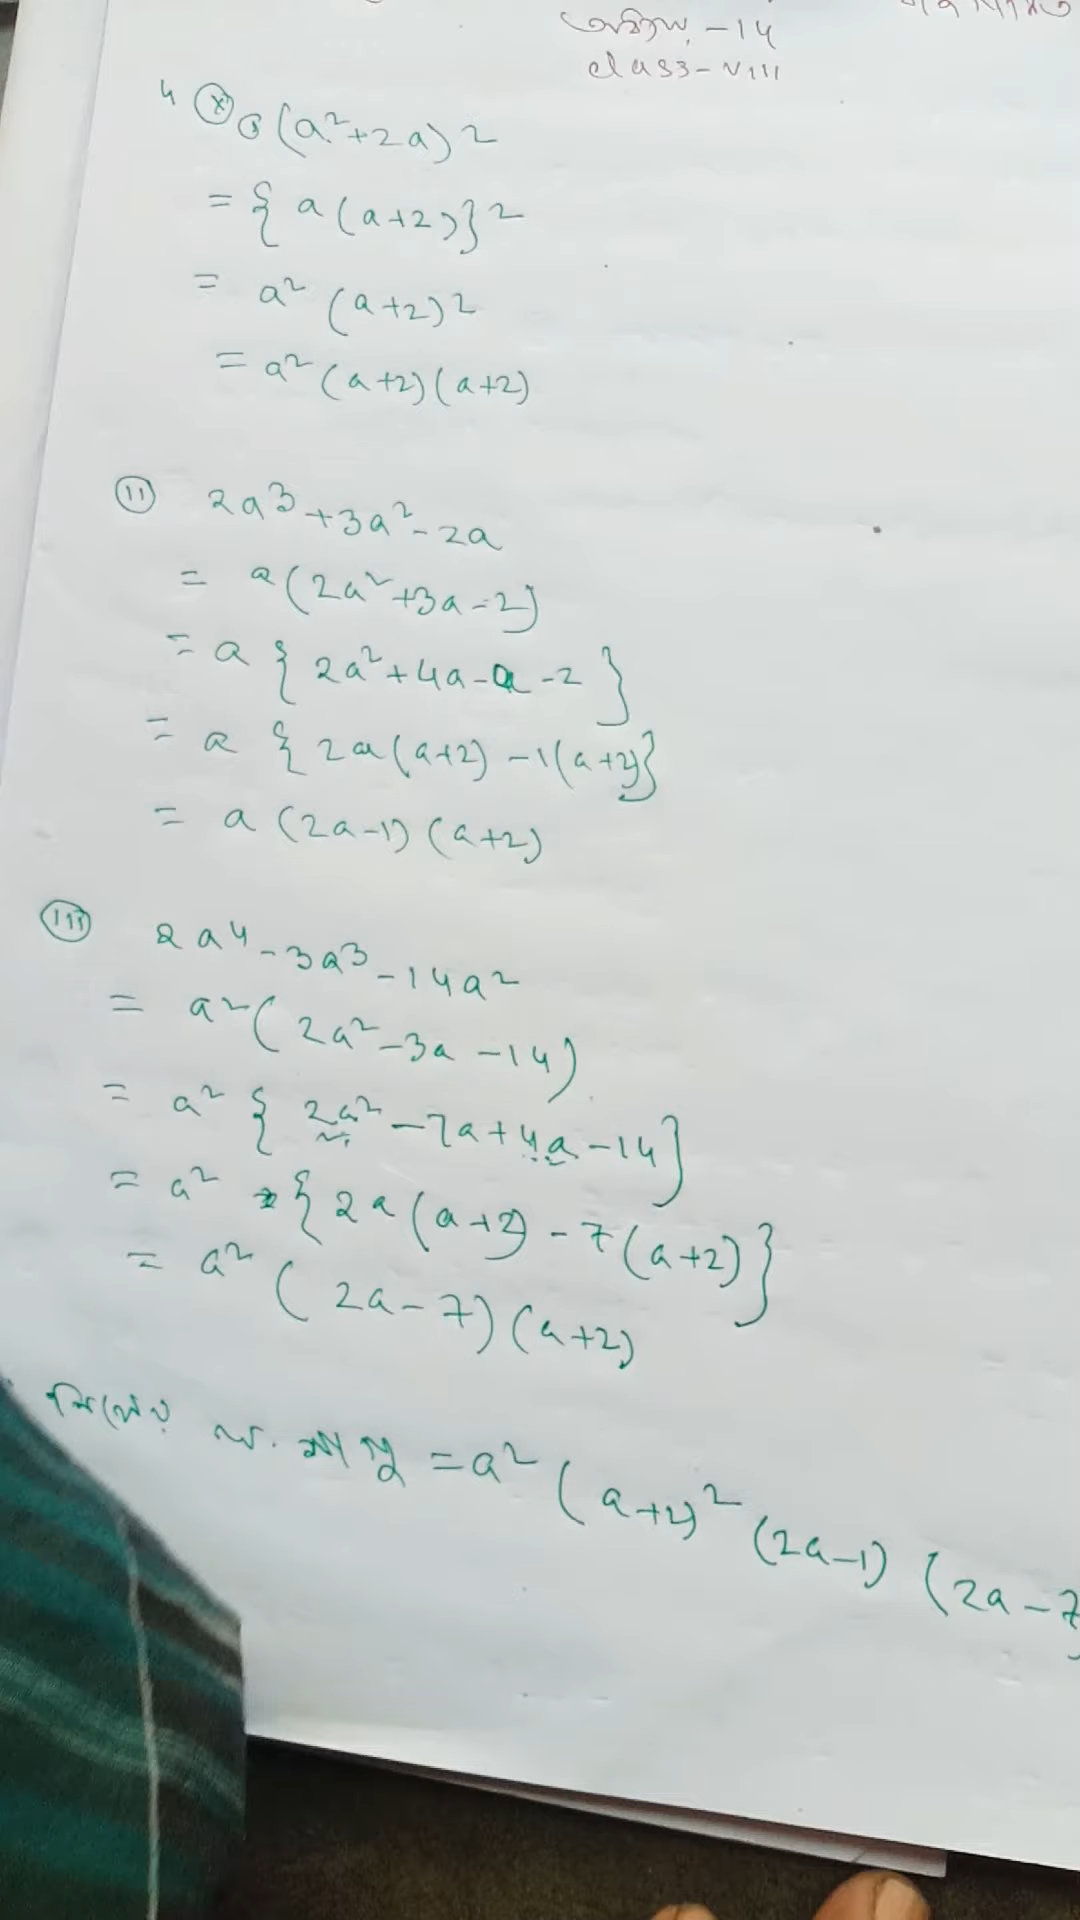 অধ্যায় - 14
class - VIII
4 (x) (i) (a²+2a)²
= { a(a+2)}²
= a² (a+2)²
= a² (a+2)(a+2)
(ii) 2a³+3a²-2a
= a(2a²+3a-2)
= a { 2a²+4a-a-2 }
= a { 2a(a+2) -1(a+2)}
= a (2a-1) (a+2)
(iii) 2a⁴-3a³-14a²
= a²(2a²-3a-14)
= a² { 2a²-7a+4a-14}
= a² {2a(a+2)-7(a+2)}
= a² (2a-7)(a+2)
নির্ণেয় ল. সা গু = a² (a+2)² (2a-1) (2a-7